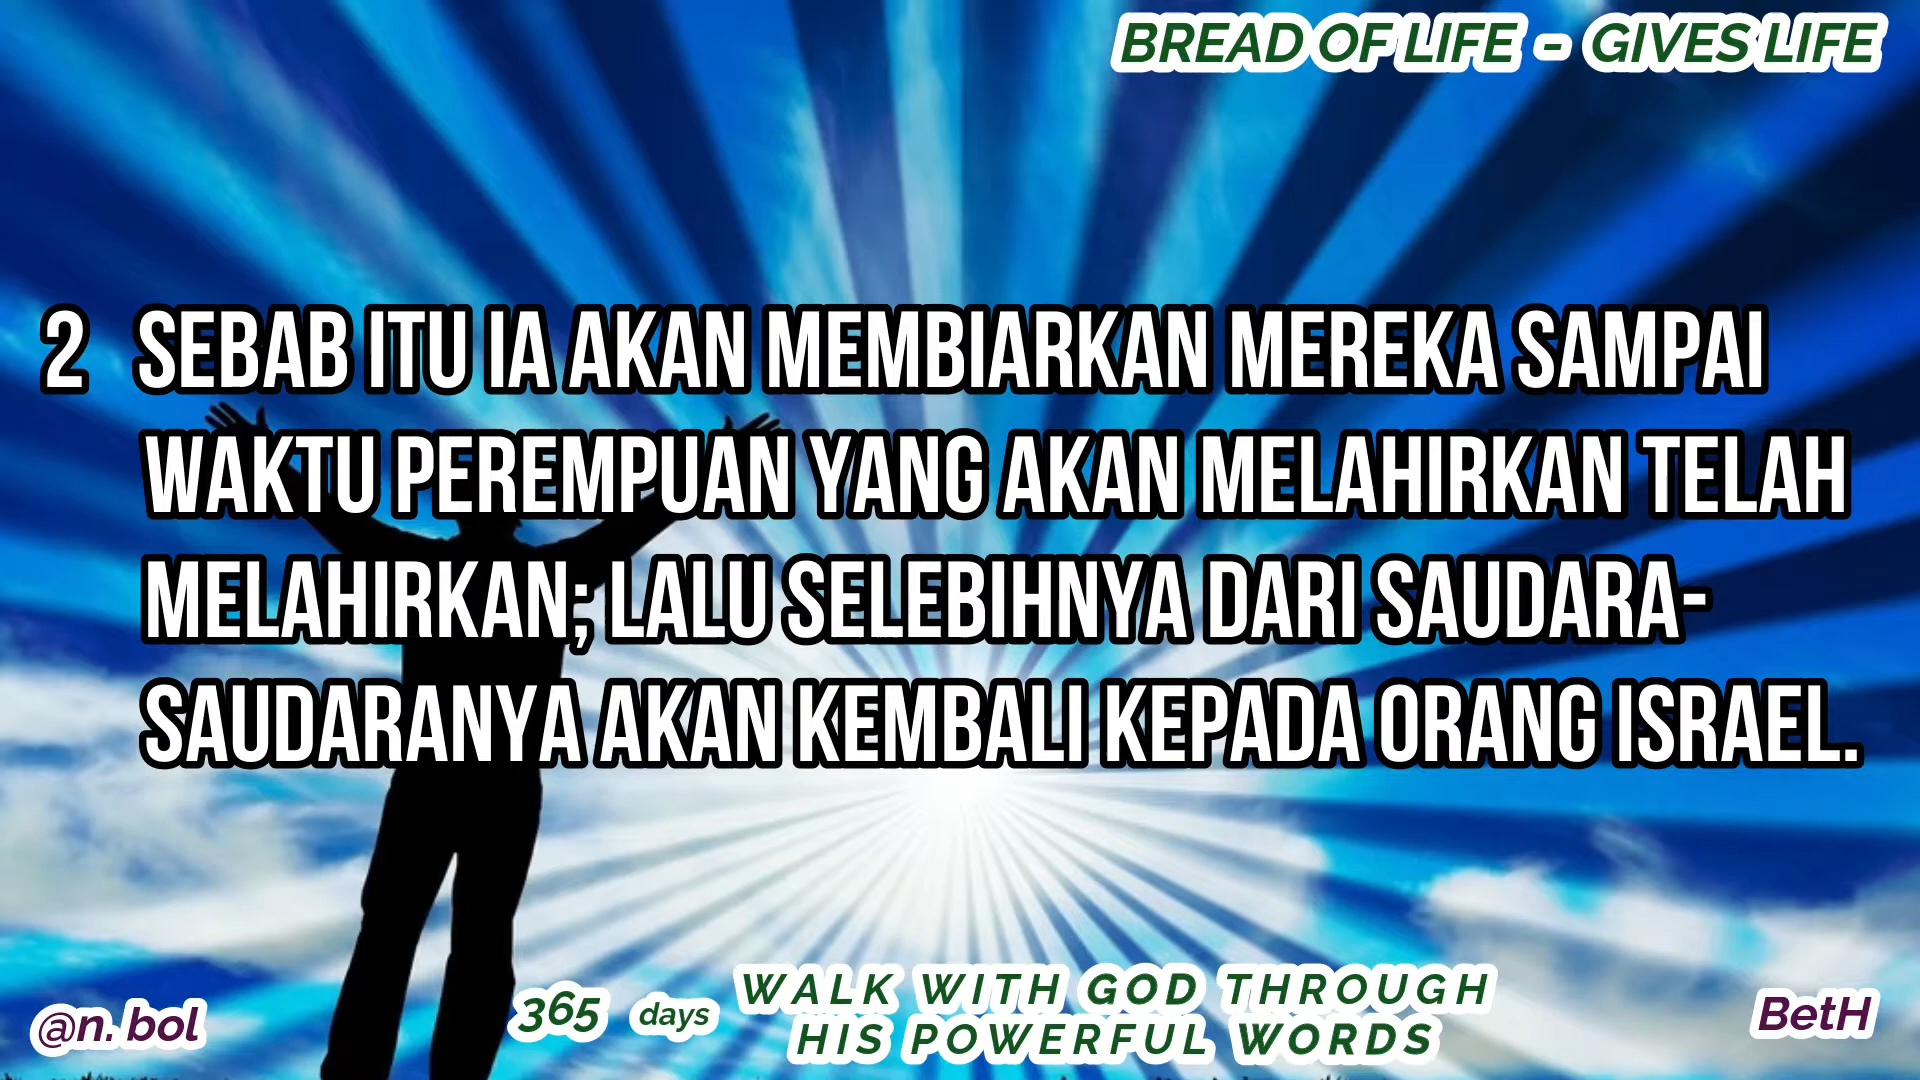 BREAD OF LIFE - GIVES LIFE
2 SEBAB ITU IA AKAN MEMBIARKAN MEREKA SAMPAI
WAKTU PEREMPUAN YANG AKAN MELAHIRKAN TELAH
MELAHIRKAN; LALU SELEBIHNYA DARI SAUDARA-
SAUDARANYA AKAN KEMBALI KEPADA ORANG ISRAEL.
@n. bol
365 days
WALK WITH GOD THROUGH
HIS POWERFUL WORDS
BetH